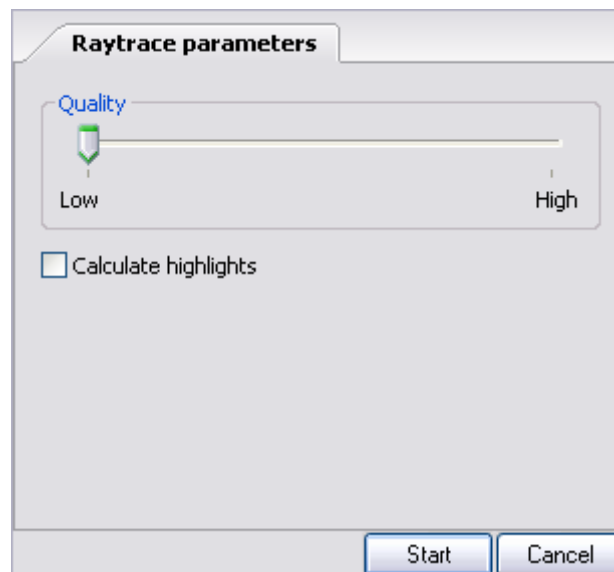 Raytrace parameters
Quality
Low High
Calculate highlights
Start Cancel